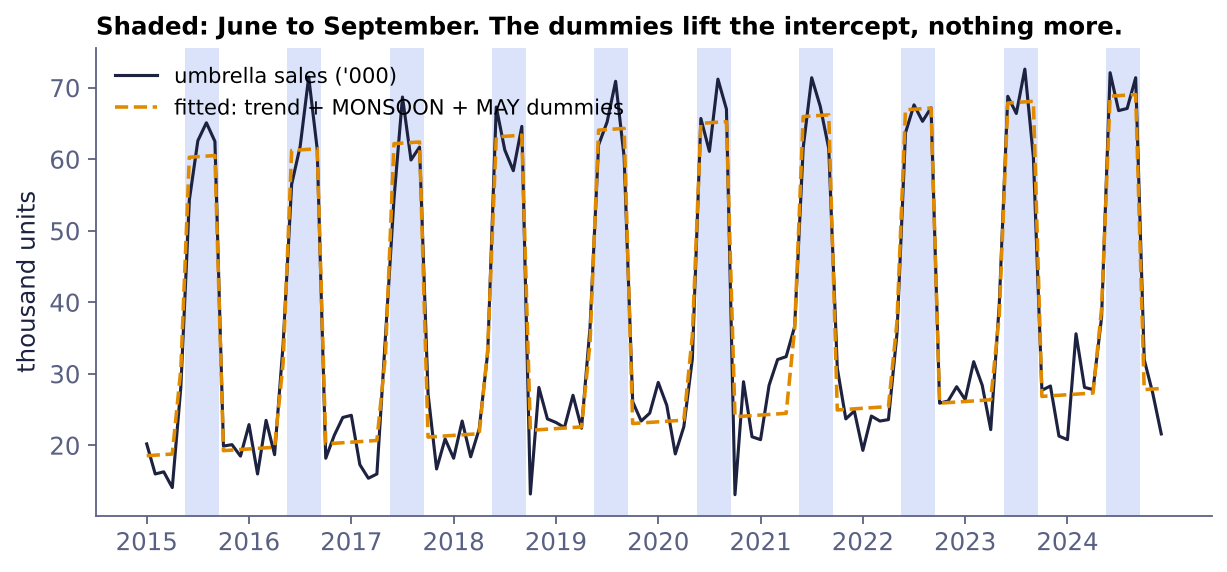 Shaded: June to September. The dummies lift the intercept, nothing more.
umbrella sales ('000)
fitted: trend + MONSOON + MAY dummies
thousand units
70
60
50
40
30
20
2015 2016 2017 2018 2019 2020 2021 2022 2023 2024